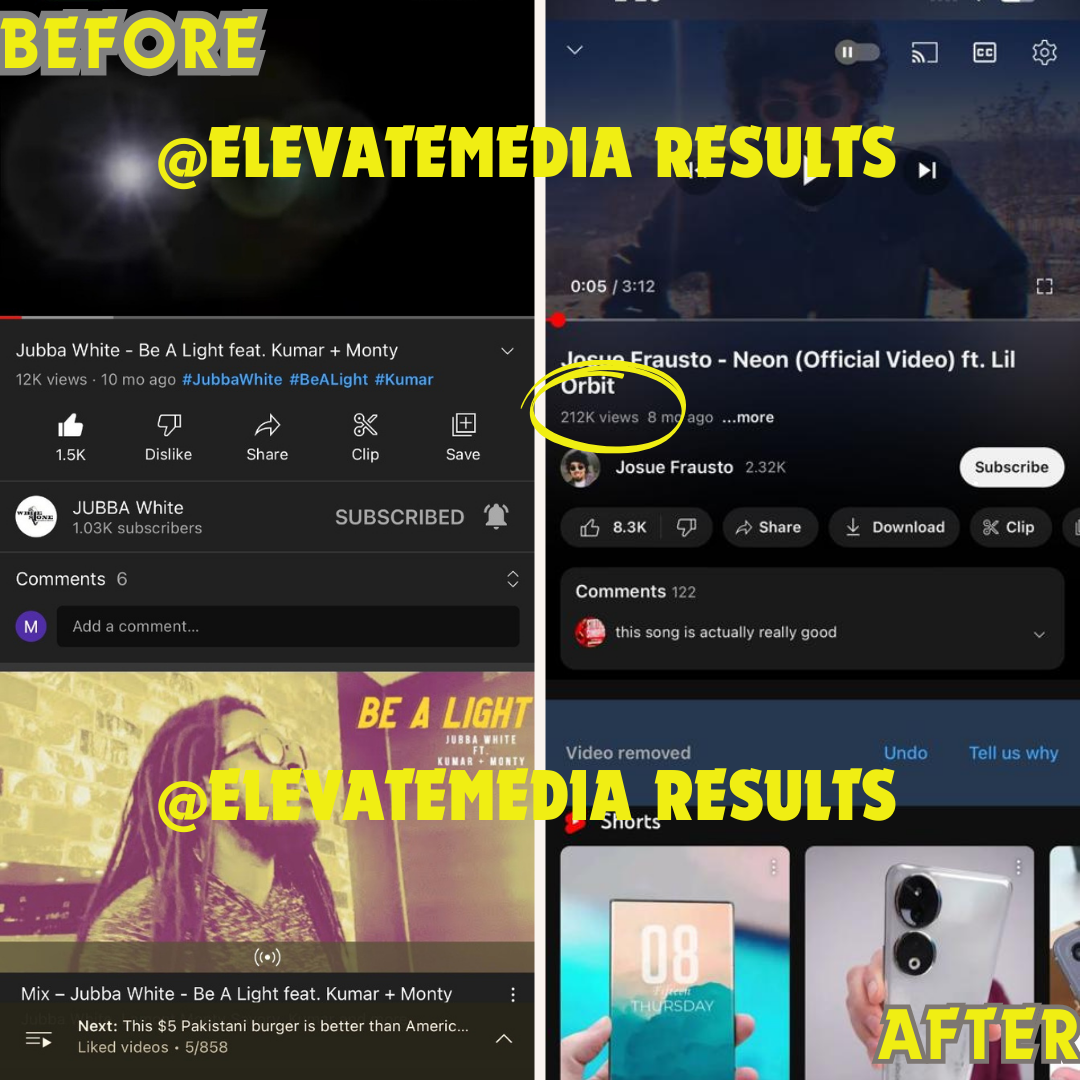 BEFORE
@ELEVATEMEDIA RESULTS
Jubba White - Be A Light feat. Kumar + Monty
12K views · 10 mo ago #JubbaWhite #BeALight #Kumar
1.5K
Dislike
Share
Clip
Save
JUBBA White
1.03K subscribers
SUBSCRIBED
Comments 6
M
Add a comment...
BE A LIGHT
JUBBA WHITE
FT.
KUMAR + MONTY
Mix – Jubba White - Be A Light feat. Kumar + Monty
Next: This $5 Pakistani burger is better than Americ...
Liked videos • 5/858
CC
0:05 / 3:12
Josue Frausto - Neon (Official Video) ft. Lil
Orbit
212K views 8 mo ago ...more
Josue Frausto 2.32K
Subscribe
8.3K
Share
Download
Clip
Comments 122
this song is actually really good
Video removed
Undo
Tell us why
@ELEVATEMEDIA RESULTS
Shorts
08
Fifteen
THURSDAY
AFTER